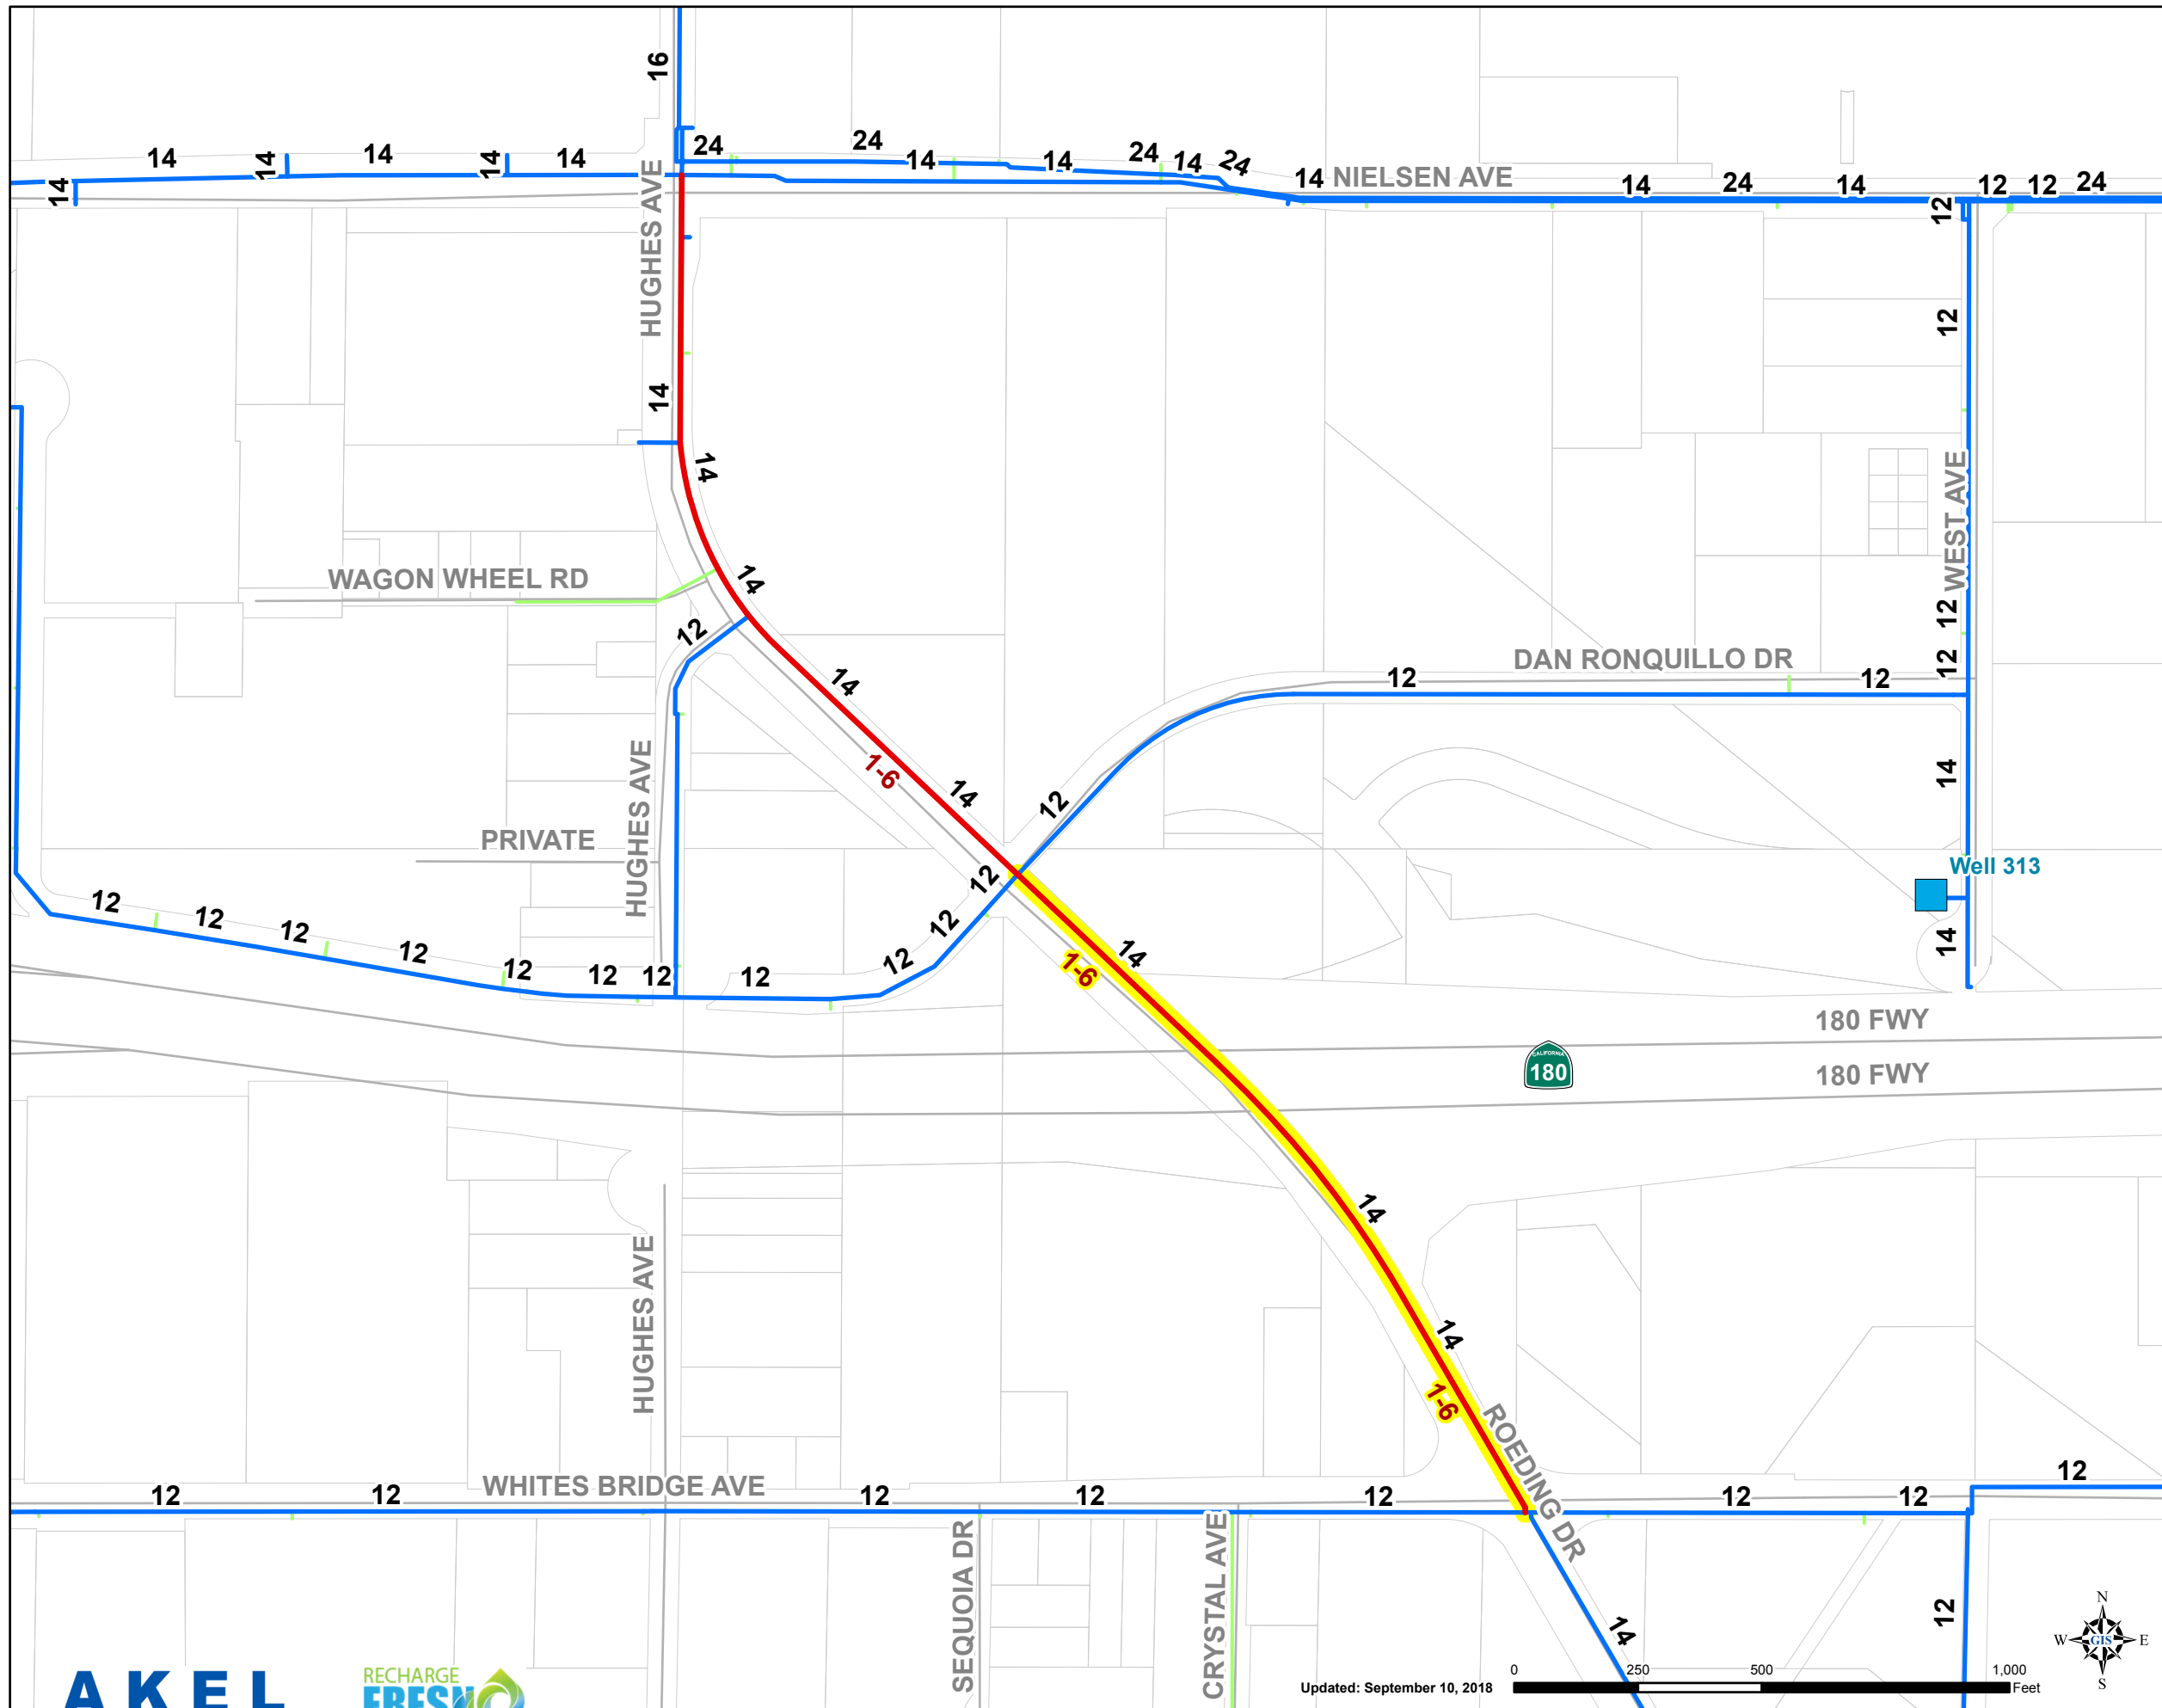 16
24
24
14
14
14
14
14
14
14
14
24
14
24
14
NIELSEN AVE
14
24
14
12
12
24
12
HUGHES AVE
12
14
14
WEST AVE
WAGON WHEEL RD
14
12
12
14
12
DAN RONQUILLO DR
12
12
1-6
14
14
12
HUGHES AVE
PRIVATE
Well 313
12
12
12
12
12
12
12
12
12
12
12
14
1-6
14
180 FWY
CALIFORNIA
180
180 FWY
14
HUGHES AVE
14
1-6
ROEDING DR
WHITES BRIDGE AVE
12
12
12
12
12
12
12
12
SEQUOIA DR
CRYSTAL AVE
14
12
N
W GIS E
S
AKEL
RECHARGE
FRESNO
0 250 500 1,000
Updated: September 10, 2018
Feet